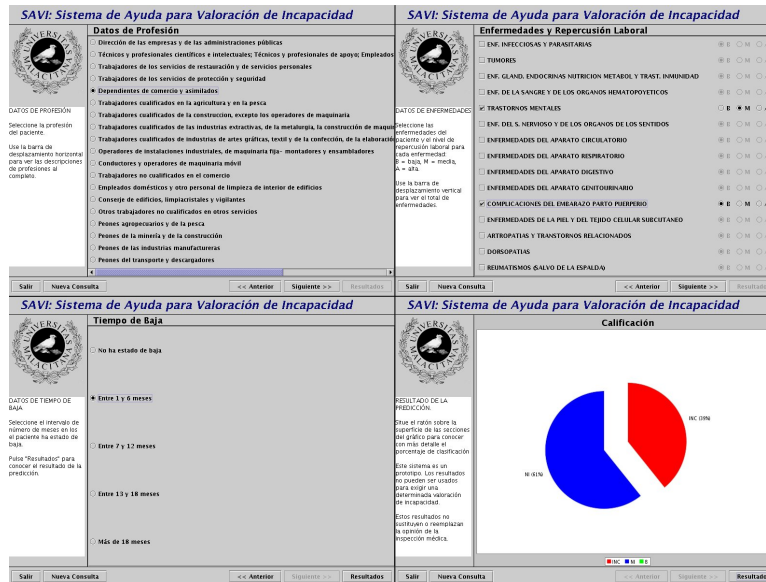 SAVI: Sistema de Ayuda para Valoración de Incapacidad
Datos de Profesión
DATOS DE PROFESIÓN
Seleccione la profesión
del paciente.
Use la barra de
desplazamiento horizontal
para ver las descripciones
de profesiones al
completo.
Dirección de las empresas y de las administraciones públicas
Técnicos y profesionales científicos e intelectuales; Técnicos y profesionales de apoyo; Empleados
Trabajadores de los servicios de restauración y de servicios personales
Trabajadores de los servicios de protección y seguridad
Dependientes de comercio y asimilados
Trabajadores cualificados en la agricultura y en la pesca
Trabajadores cualificados de la construccion, excepto los operadores de maquinaria
Trabajadores cualificados de las industrias extractivas, de la metalurgia, la construcción de maqui
Trabajadores cualificados de industrias de artes gráficas, textil y de la confección, de la elaboració
Operadores de instalaciones industriales, de maquinaria fija- montadores y ensambladores
Conductores y operadores de maquinaria móvil
Trabajadores no cualificados en el comercio
Empleados domésticos y otro personal de limpieza de interior de edificios
Conserje de edificios, limpiacristales y vigilantes
Otros trabajadores no cualificados en otros servicios
Peones agropecuarios y de la pesca
Peones de la minería y de la construcción
Peones de las industrias manufactureras
Peones del transporte y descargadores
Salir Nueva Consulta << Anterior Siguiente >> Resultados
SAVI: Sistema de Ayuda para Valoración de Incapacidad
Enfermedades y Repercusión Laboral
DATOS DE ENFERMEDADES
Seleccione las
enfermedades del
paciente y el nivel de
repercusión laboral para
cada enfermedad:
B = baja, M = media,
A = alta.
Use la barra de
desplazamiento vertical
para ver el total de
enfermedades.
ENF. INFECCIOSAS Y PARASITARIAS B M
TUMORES B M
ENF. GLAND. ENDOCRINAS NUTRICION METABOL Y TRAST. INMUNIDAD B M
ENF. DE LA SANGRE Y DE LOS ORGANOS HEMATOPOYETICOS B M
TRASTORNOS MENTALES B M
ENF. DEL S. NERVIOSO Y DE LOS ORGANOS DE LOS SENTIDOS B M
ENFERMEDADES DEL APARATO CIRCULATORIO B M
ENFERMEDADES DEL APARATO RESPIRATORIO B M
ENFERMEDADES DEL APARATO DIGESTIVO B M
ENFERMEDADES DEL APARATO GENITOURINARIO B M
COMPLICACIONES DEL EMBARAZO PARTO PUERPERIO B M
ENFERMEDADES DE LA PIEL Y DEL TEJIDO CELULAR SUBCUTANEO B M
ARTROPATIAS Y TRANSTORNOS RELACIONADOS B M
DORSOPATIAS B M
REUMATISMOS (SALVO DE LA ESPALDA) B M
Salir Nueva Consulta << Anterior Siguiente >> Resultad
SAVI: Sistema de Ayuda para Valoración de Incapacidad
Tiempo de Baja
DATOS DE TIEMPO DE
BAJA
Seleccione el intervalo de
número de meses en los
el paciente ha estado de
baja.
Pulse "Resultados" para
conocer el resultado de la
predicción.
No ha estado de baja
Entre 1 y 6 meses
Entre 7 y 12 meses
Entre 13 y 18 meses
Más de 18 meses
Salir Nueva Consulta << Anterior Siguiente >> Resultados
SAVI: Sistema de Ayuda para Valoración de Incapacidad
Calificación
RESULTADO DE LA
PREDICCIÓN.
Situe el ratón sobre la
superficie de las secciones
del gráfico para conocer
con más detalle el
porcentaje de clasificación
Este sistema es un
prototipo. Los resultados
no pueden ser usados
para exigir una
determinada valoración
de incapacidad.
Estos resultados no
sustituyen o reemplazan
la opinión de la
inspección médica.
INC (39%)
NI (61%)
INC NI B
Salir Nueva Consulta << Anterior Siguiente >> Resultado